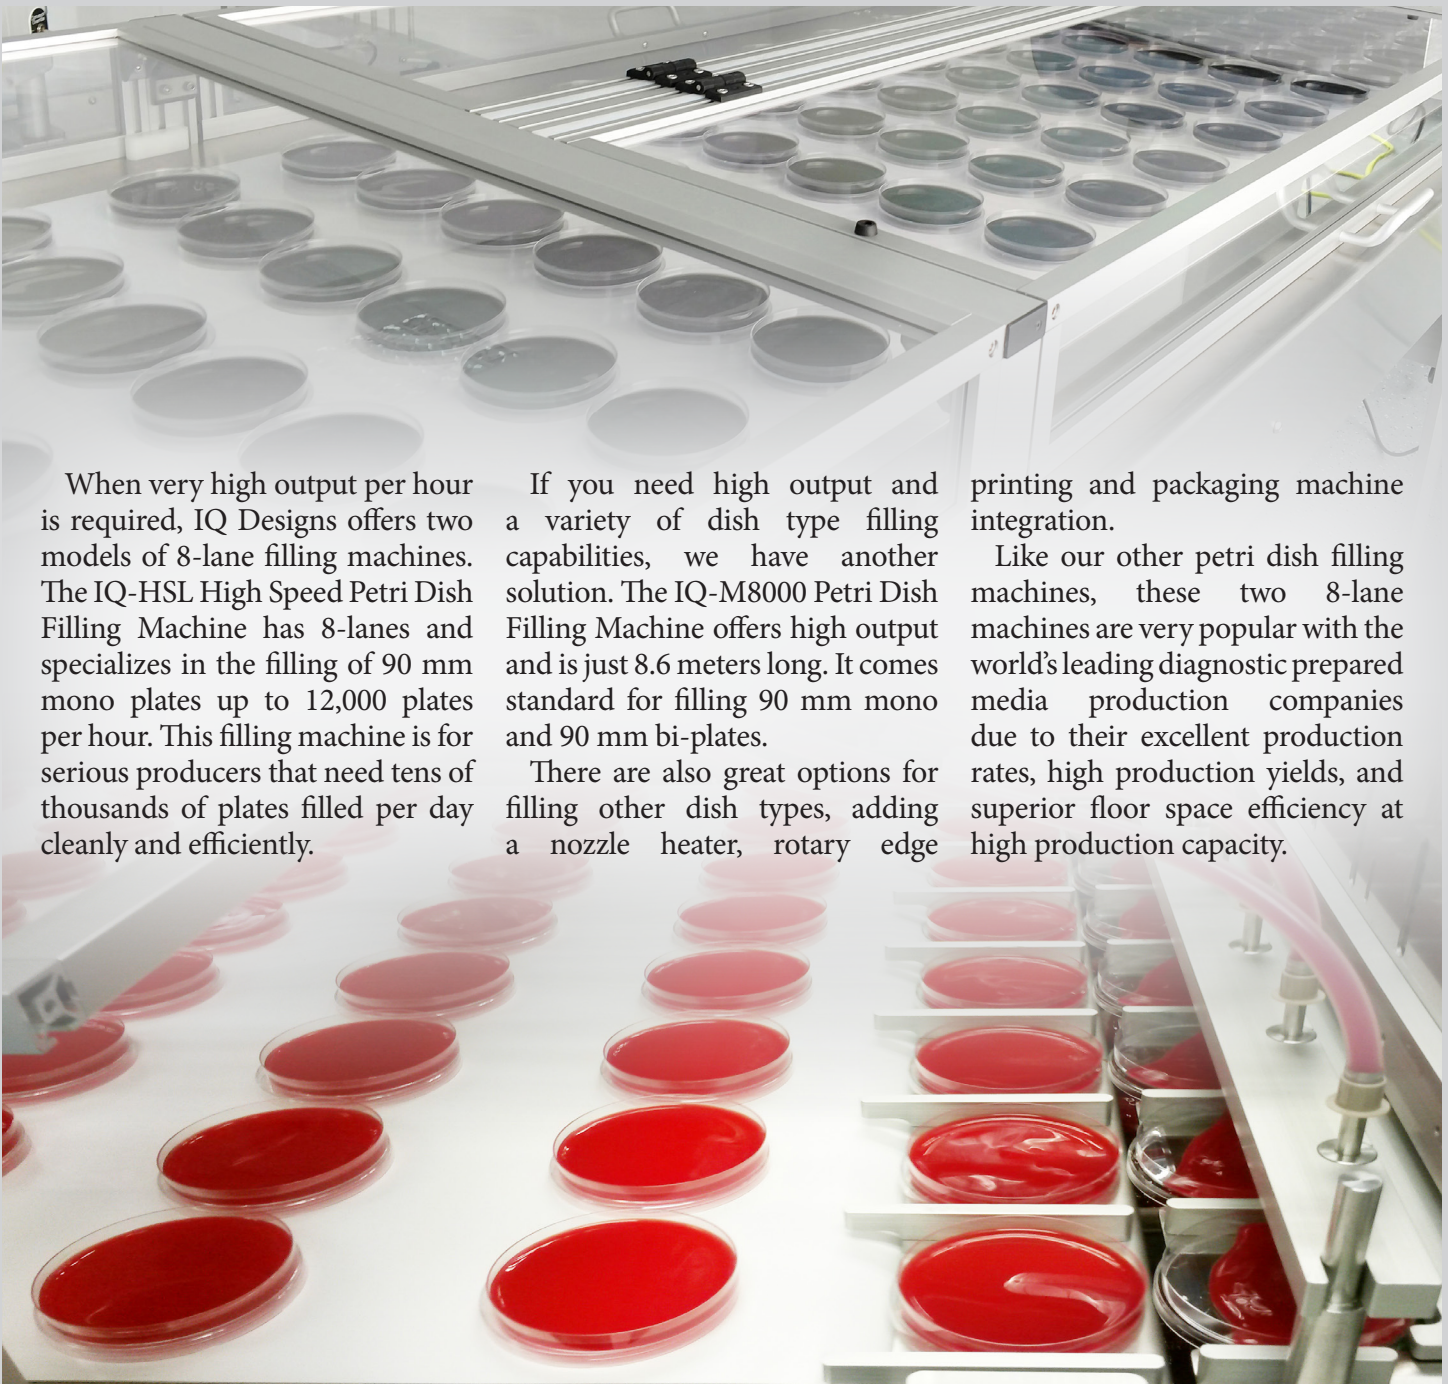 When very high output per hour
is required, IQ Designs offers two
models of 8-lane filling machines.
The IQ-HSL High Speed Petri Dish
Filling Machine has 8-lanes and
specializes in the filling of 90 mm
mono plates up to 12,000 plates
per hour. This filling machine is for
serious producers that need tens of
thousands of plates filled per day
cleanly and efficiently.
If you need high output and
a variety of dish type filling
capabilities, we have another
solution. The IQ-M8000 Petri Dish
Filling Machine offers high output
and is just 8.6 meters long. It comes
standard for filling 90 mm mono
and 90 mm bi-plates.
There are also great options for
filling other dish types, adding
a nozzle heater, rotary edge
printing and packaging machine
integration.
Like our other petri dish filling
machines, these two 8-lane
machines are very popular with the
world’s leading diagnostic prepared
media production companies
due to their excellent production
rates, high production yields, and
superior floor space efficiency at
high production capacity.